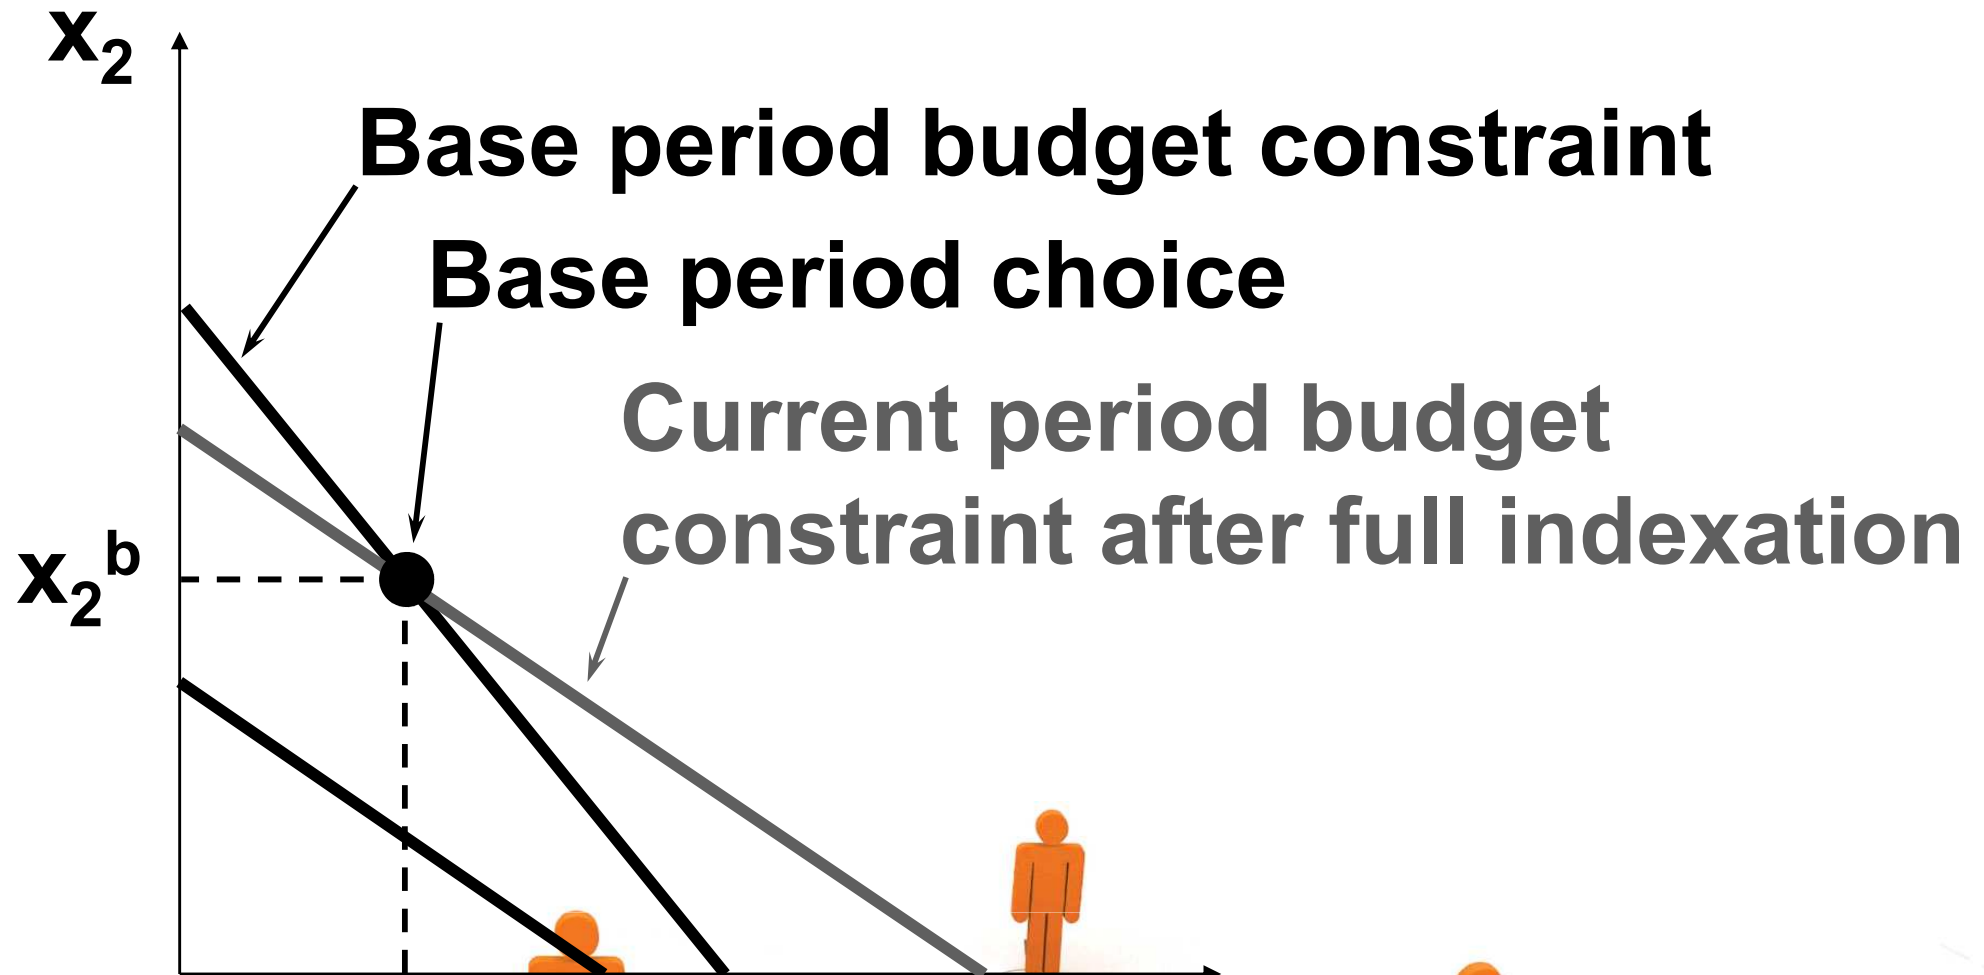 x₂
Base period budget constraint
Base period choice
Current period budget
constraint after full indexation
x₂ᵇ